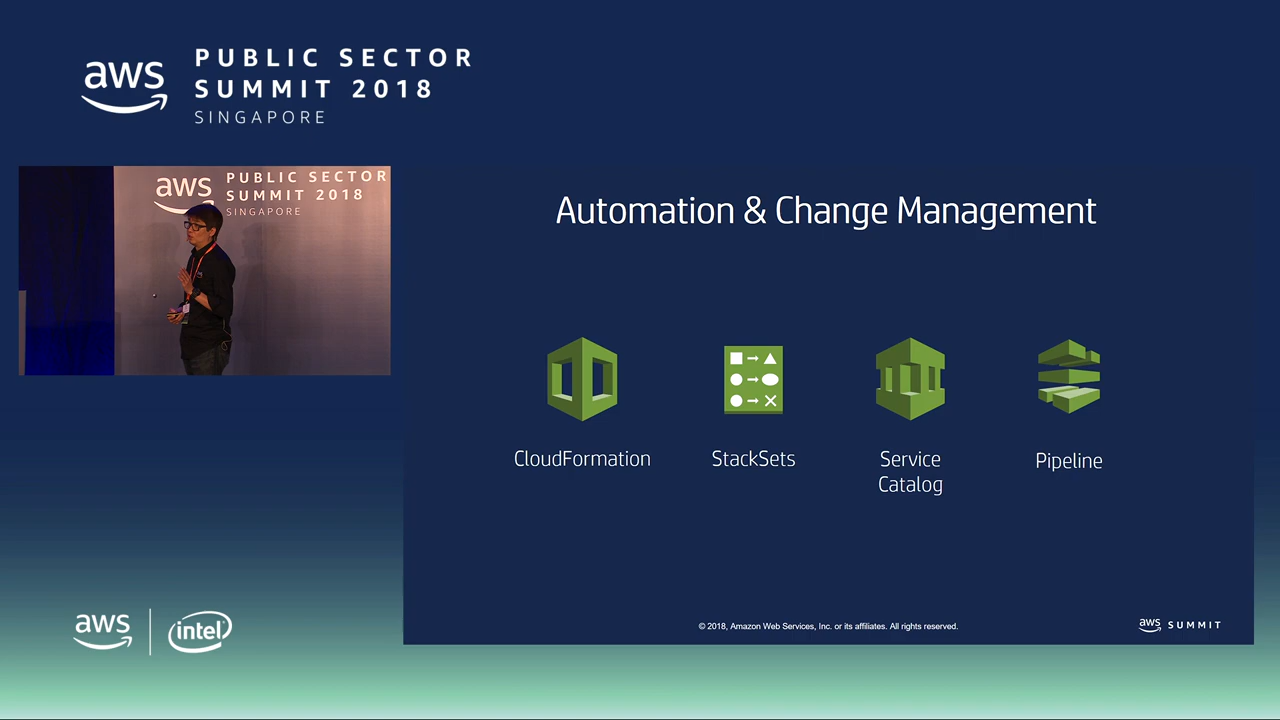 aws
PUBLIC SECTOR
SUMMIT 2018
SINGAPORE
aws
PUBLIC SECTOR
SUMMIT 2018
SINGAPORE
Automation & Change Management
CloudFormation
StackSets
Service
Catalog
Pipeline
© 2018, Amazon Web Services, Inc. or its affiliates. All rights reserved.
aws SUMMIT
aws
intel